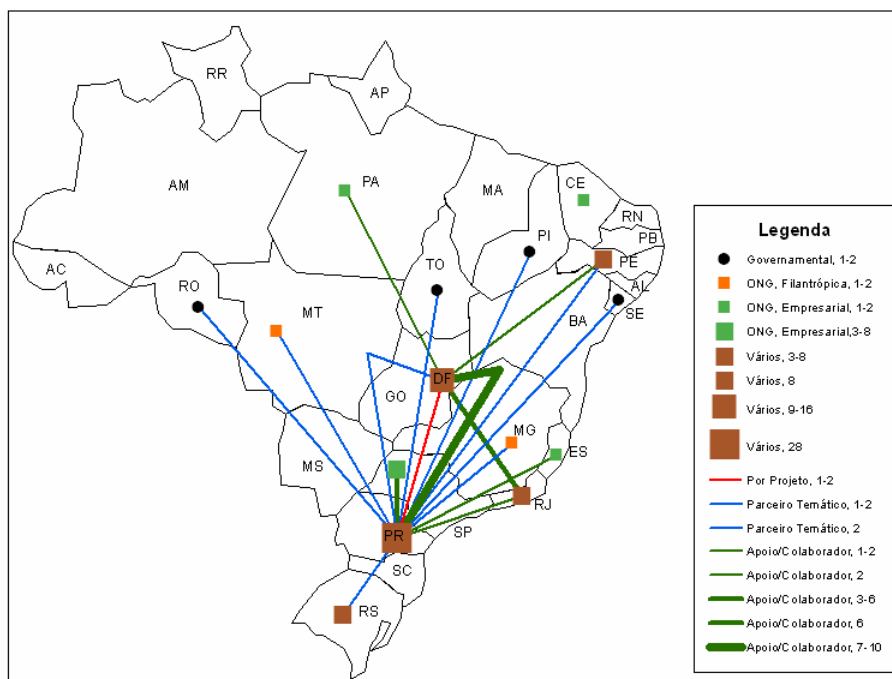 RR
AP
AM
PA
MA
CE
RN
PB
PI
PE
TO
AC
RO
AL
SE
MT
BA
DF
GO
MG
ES
MS
RJ
SP
PR
SC
RS
Legenda
Governamental, 1-2
ONG, Filantrópica, 1-2
ONG, Empresarial, 1-2
ONG, Empresarial,3-8
Vários, 3-8
Vários, 8
Vários, 9-16
Vários, 28
Por Projeto, 1-2
Parceiro Temático, 1-2
Parceiro Temático, 2
Apoio/Colaborador, 1-2
Apoio/Colaborador, 2
Apoio/Colaborador, 3-6
Apoio/Colaborador, 6
Apoio/Colaborador, 7-10